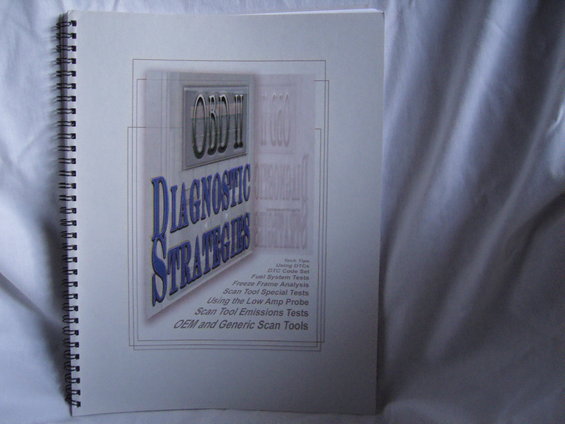 OBD II
DIAGNOSTIC
STRATEGIES
Tech Tips
Using DTCs
DTC Code Set
Fuel System Tests
Freeze Frame Analysis
Scan Tool Special Tests
Using the Low Amp Probe
Scan Tool Emissions Tests
OEM and Generic Scan Tools